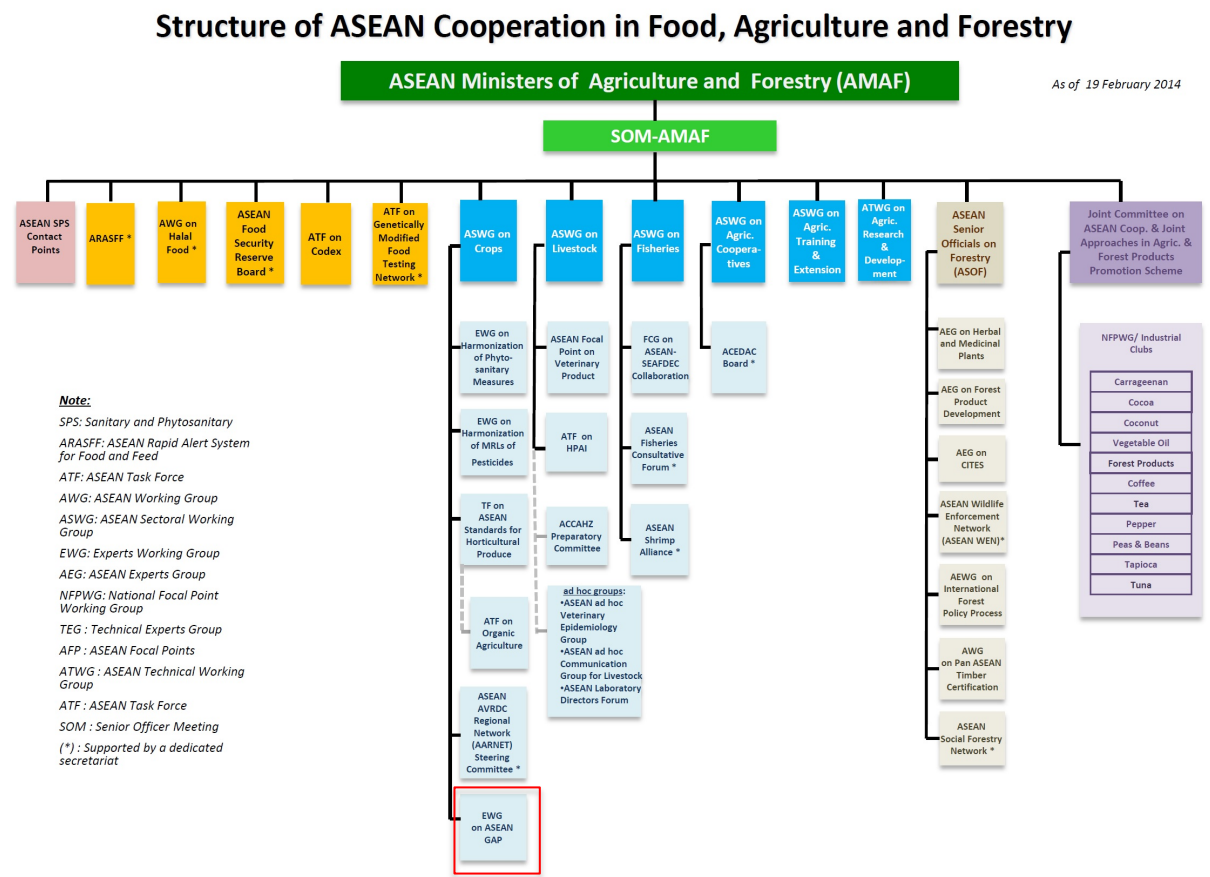 Structure of ASEAN Cooperation in Food, Agriculture and Forestry
ASEAN Ministers of Agriculture and Forestry (AMAF)
As of 19 February 2014
SOM-AMAF
ASEAN SPS
Contact
Points
ARASFF *
AWG on
Halal
Food *
ASEAN
Food
Security
Reserve
Board *
ATF on
Codex
ATF on
Genetically
Modified
Food
Testing
Network *
ASWG on
Crops
ASWG on
Livestock
ASWG on
Fisheries
ASWG on
Agric.
Coopera-
tives
ASWG on
Agric.
Training
&
Extension
ATWG on
Agric.
Research
&
Develop-
ment
ASEAN
Senior
Officials on
Forestry
(ASOF)
Joint Committee on
ASEAN Coop. & Joint
Approaches in Agric. &
Forest Products
Promotion Scheme
EWG on
Harmonization
of Phyto-
sanitary
Measures
EWG on
Harmonization
of MRLs of
Pesticides
TF on
ASEAN
Standards for
Horticultural
Produce
ATF on
Organic
Agriculture
ASEAN
AVRDC
Regional
Network
(AARNET)
Steering
Committee *
EWG
on ASEAN
GAP
ASEAN Focal
Point on
Veterinary
Product
ATF on
HPAI
ACCAHZ
Preparatory
Committee
ad hoc groups:
•ASEAN ad hoc
Veterinary
Epidemiology
Group
•ASEAN ad hoc
Communication
Group for Livestock
•ASEAN Laboratory
Directors Forum
FCG on
ASEAN-
SEAFDEC
Collaboration
ASEAN
Fisheries
Consultative
Forum *
ASEAN
Shrimp
Alliance *
ACEDAC
Board *
AEG on Herbal
and Medicinal
Plants
AEG on Forest
Product
Development
AEG on
CITES
ASEAN Wildlife
Enforcement
Network
(ASEAN WEN)*
AEWG on
International
Forest
Policy Process
AWG
on Pan ASEAN
Timber
Certification
ASEAN
Social Forestry
Network *
NFPWG/ Industrial
Clubs
Carrageenan
Cocoa
Coconut
Vegetable Oil
Forest Products
Coffee
Tea
Pepper
Peas & Beans
Tapioca
Tuna
Note:
SPS: Sanitary and Phytosanitary
ARASFF: ASEAN Rapid Alert System
for Food and Feed
ATF: ASEAN Task Force
AWG: ASEAN Working Group
ASWG: ASEAN Sectoral Working
Group
EWG: Experts Working Group
AEG: ASEAN Experts Group
NFPWG: National Focal Point
Working Group
TEG : Technical Experts Group
AFP : ASEAN Focal Points
ATWG : ASEAN Technical Working
Group
ATF : ASEAN Task Force
SOM : Senior Officer Meeting
(*) : Supported by a dedicated
secretariat